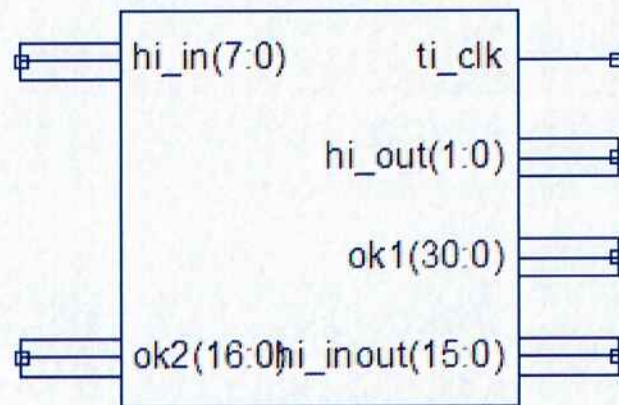 hi_in(7:0) ti_clk
hi_out(1:0)
ok1(30:0)
ok2(16:0) hi_inout(15:0)